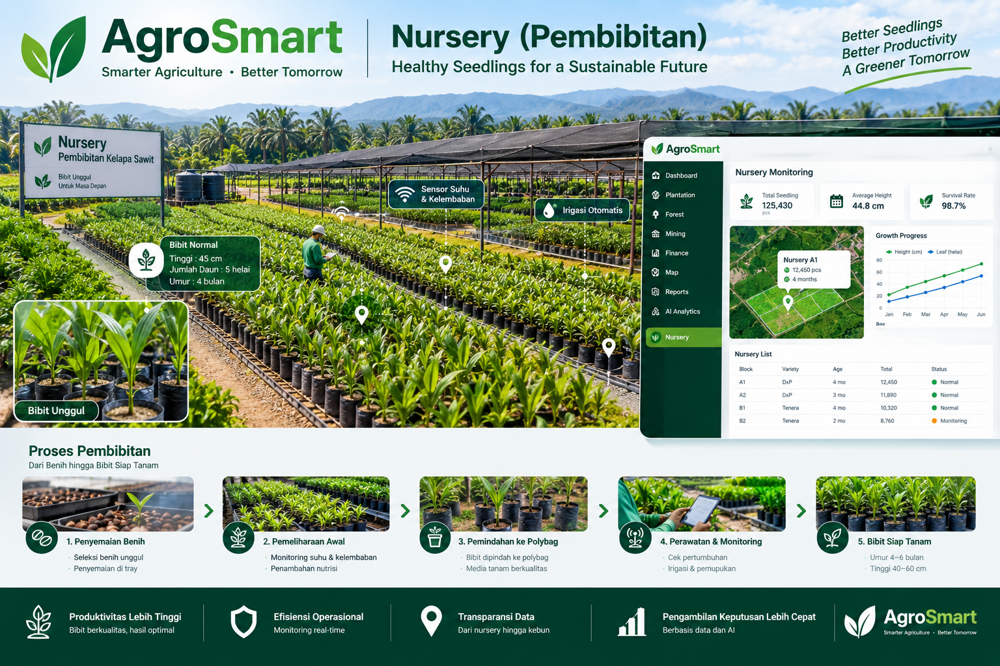 AgroSmart
Smarter Agriculture • Better Tomorrow
Nursery (Pembibitan)
Healthy Seedlings for a Sustainable Future
Better Seedlings
Better Productivity
A Greener Tomorrow
Nursery
Pembibitan Kelapa Sawit
Bibit Unggul
Untuk Masa Depan
Sensor Suhu
& Kelembaban
Irigasi Otomatis
Bibit Normal
Tinggi : 45 cm
Jumlah Daun : 5 helai
Umur : 4 bulan
Bibit Unggul
AgroSmart
Dashboard
Plantation
Forest
Mining
Finance
Map
Reports
AI Analytics
Nursery
Nursery Monitoring
Total Seedling
125,430
pcs
Average Height
44.8 cm
Survival Rate
98.7%
Nursery A1
12,450 pcs
4 months
Growth Progress
Height (cm) Leaf (helai)
80
60
40
20
0
Jan Feb Mar Apr May Jun
Nursery List
Block Variety Age Total Status
A1 DxP 4 mo 12,450 Normal
A2 DxP 3 mo 11,890 Normal
B1 Tenera 4 mo 10,320 Normal
B2 Tenera 2 mo 8,760 Monitoring
Proses Pembibitan
Dari Benih hingga Bibit Siap Tanam
1. Penyemaian Benih
• Seleksi benih unggul
• Penyemaian di tray
2. Pemeliharaan Awal
• Monitoring suhu & kelembaban
• Penambahan nutrisi
3. Pemindahan ke Polybag
• Bibit dipindah ke polybag
• Media tanam berkualitas
4. Perawatan & Monitoring
• Cek pertumbuhan
• Irigasi & pemupukan
5. Bibit Siap Tanam
• Umur 4–6 bulan
• Tinggi 40–60 cm
Produktivitas Lebih Tinggi
Bibit berkualitas, hasil optimal
Efisiensi Operasional
Monitoring real-time
Transparansi Data
Dari nursery hingga kebun
Pengambilan Keputusan Lebih Cepat
Berbasis data dan AI
AgroSmart
Smarter Agriculture • Better Tomorrow